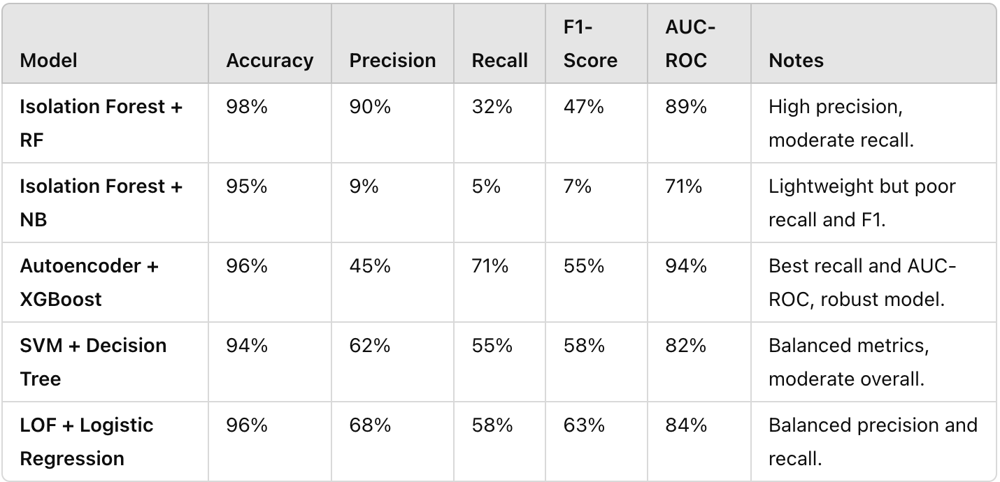 Model Accuracy Precision Recall F1-Score AUC-ROC Notes
Isolation Forest + RF 98% 90% 32% 47% 89% High precision, moderate recall.
Isolation Forest + NB 95% 9% 5% 7% 71% Lightweight but poor recall and F1.
Autoencoder + XGBoost 96% 45% 71% 55% 94% Best recall and AUC-ROC, robust model.
SVM + Decision Tree 94% 62% 55% 58% 82% Balanced metrics, moderate overall.
LOF + Logistic Regression 96% 68% 58% 63% 84% Balanced precision and recall.